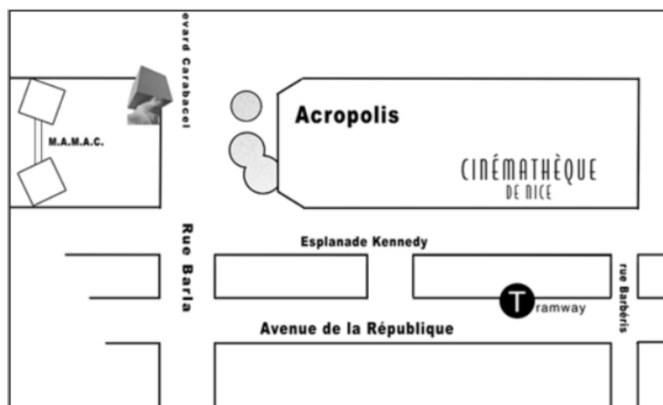 evard Carabacel
Acropolis
M.A.M.A.C.
CINÉMATHÈQUE
DE NICE
Rue Barla
Esplanade Kennedy
rue Barbéris
Tramway
Avenue de la République